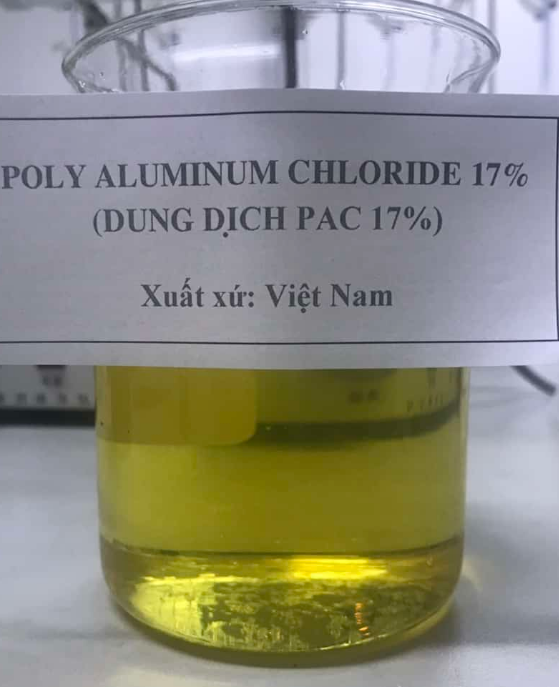 POLY ALUMINUM CHLORIDE 17%
(DUNG DỊCH PAC 17%)
Xuất xứ: Việt Nam